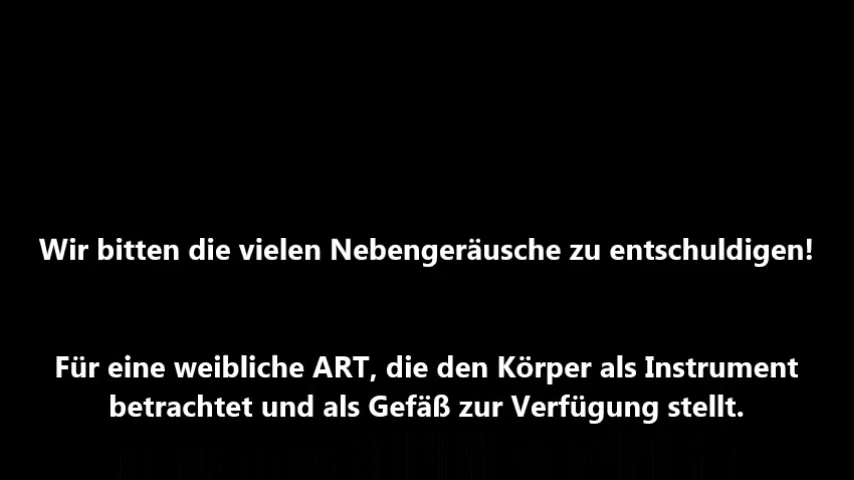 Wir bitten die vielen Nebengeräusche zu entschuldigen!
Für eine weibliche ART, die den Körper als Instrument
betrachtet und als Gefäß zur Verfügung stellt.